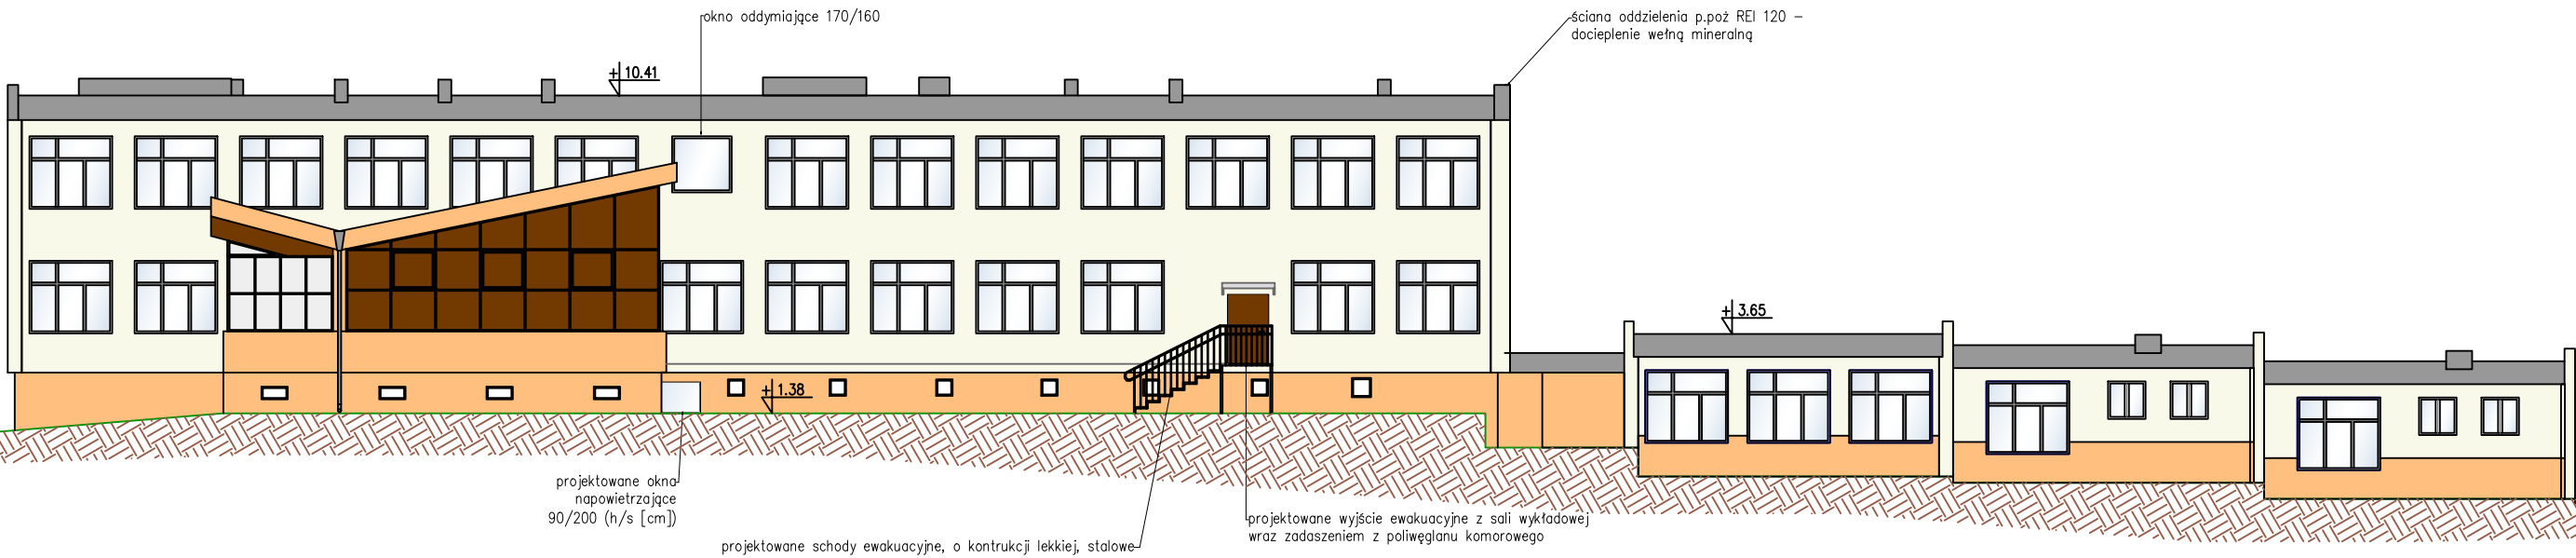 okno oddymiające 170/160
ściana oddzielenia p.poż REI 120 –
docieplenie wełną mineralną
+ 10.41
+ 3.65
+ 1.38
projektowane okna
napowietrzające
90/200 (h/s [cm])
projektowane wyjście ewakuacyjne z sali wykładowej
wraz zadaszeniem z poliwęglanu komorowego
projektowane schody ewakuacyjne, o kontrukcji lekkiej, stalowe